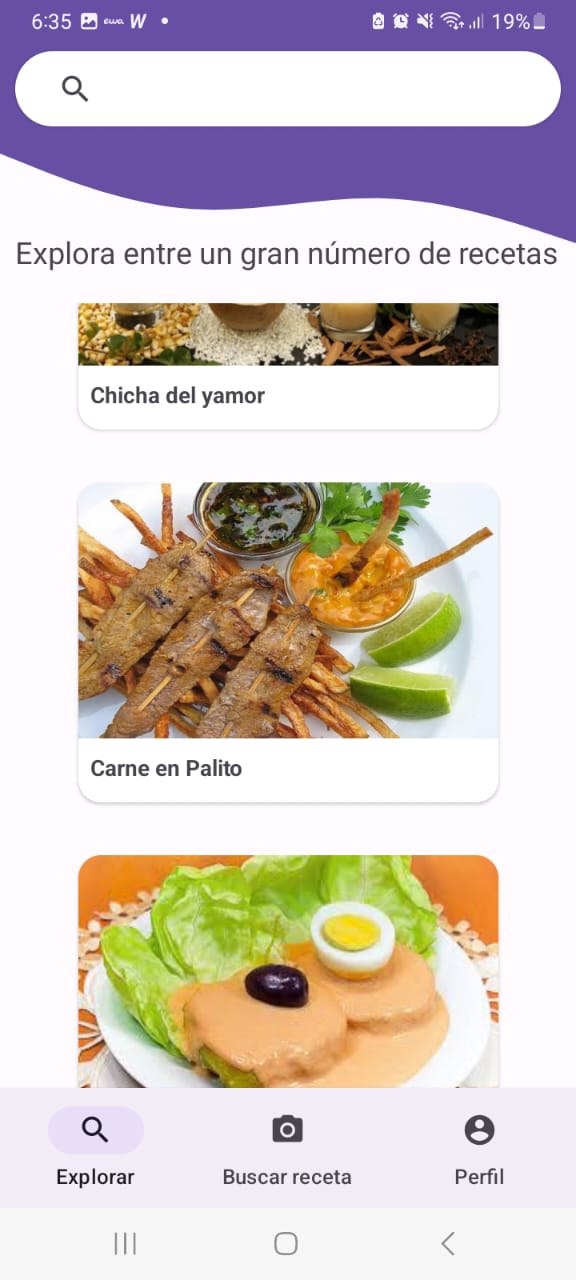 6:35 ewa W 19%
Explora entre un gran número de recetas
Chicha del yamor
Carne en Palito
Explorar Buscar receta Perfil